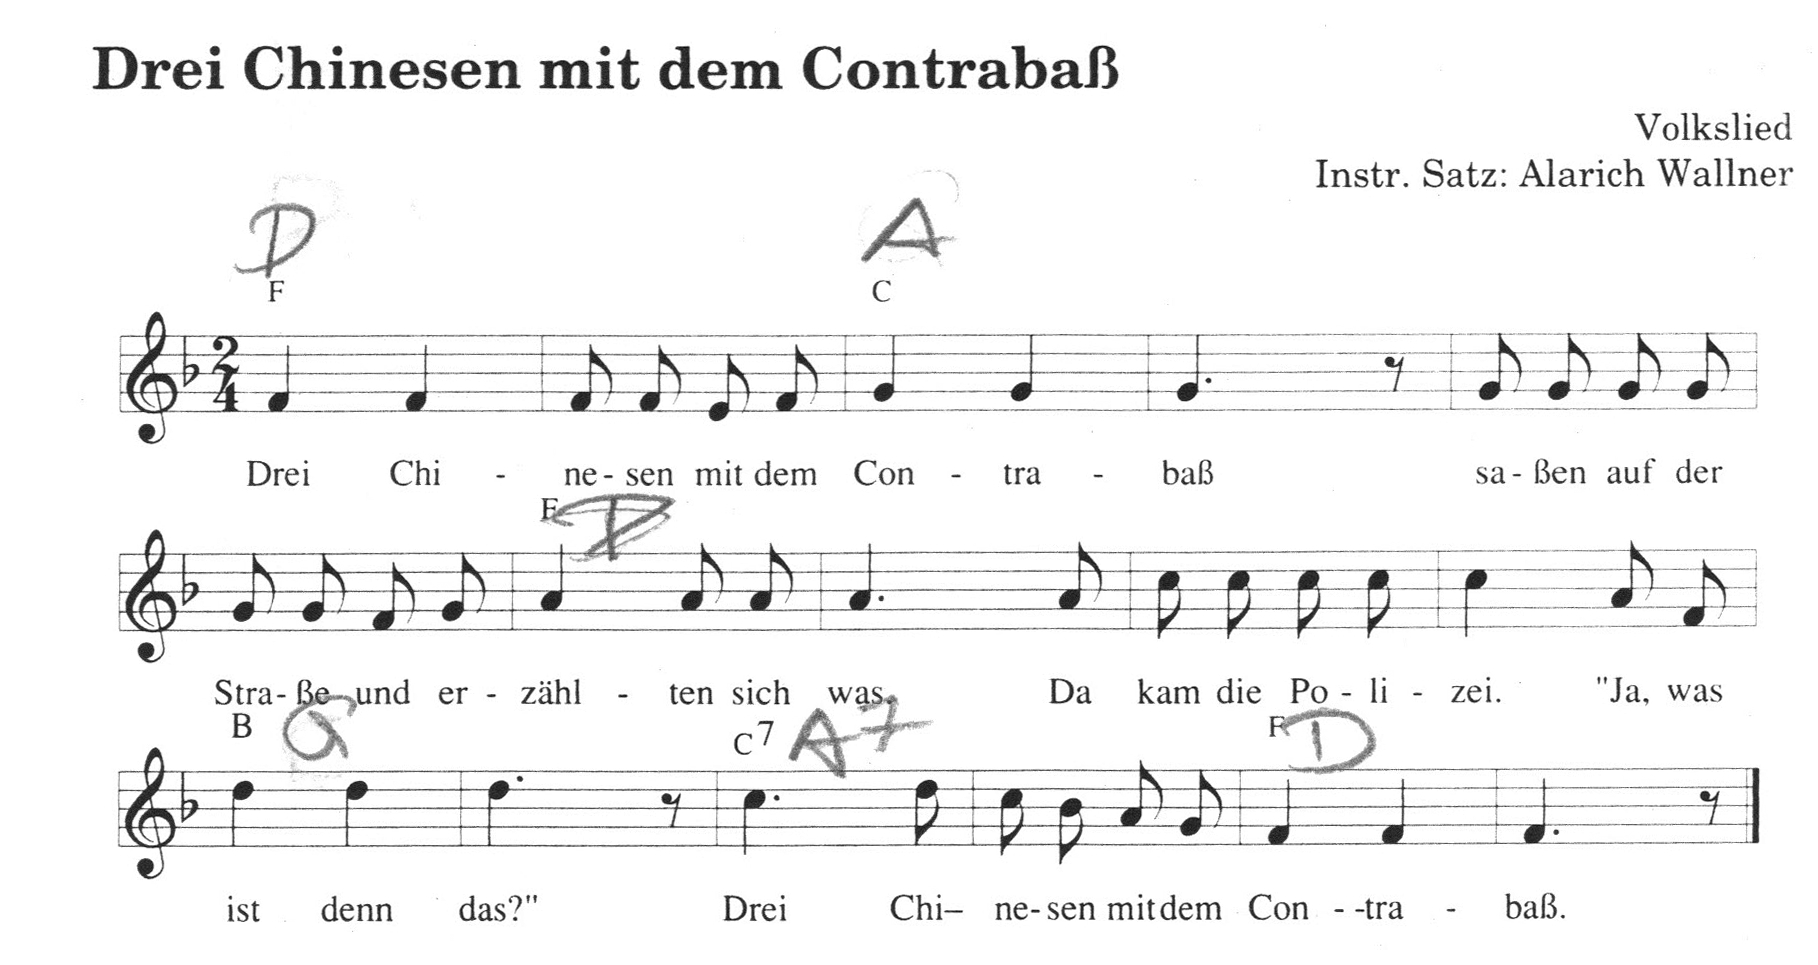 Drei Chinesen mit dem Contrabaß
Volkslied
Instr. Satz: Alarich Wallner
D A
F C
2
4
Drei Chi - ne - sen mit dem Con - tra - baß sa - ßen auf der
F D
Stra - ße und er - zähl - ten sich was. Da kam die Po - li - zei. "Ja, was
B G C7 A7 F D
ist denn das?" Drei Chi– ne - sen mit dem Con - -tra - baß.